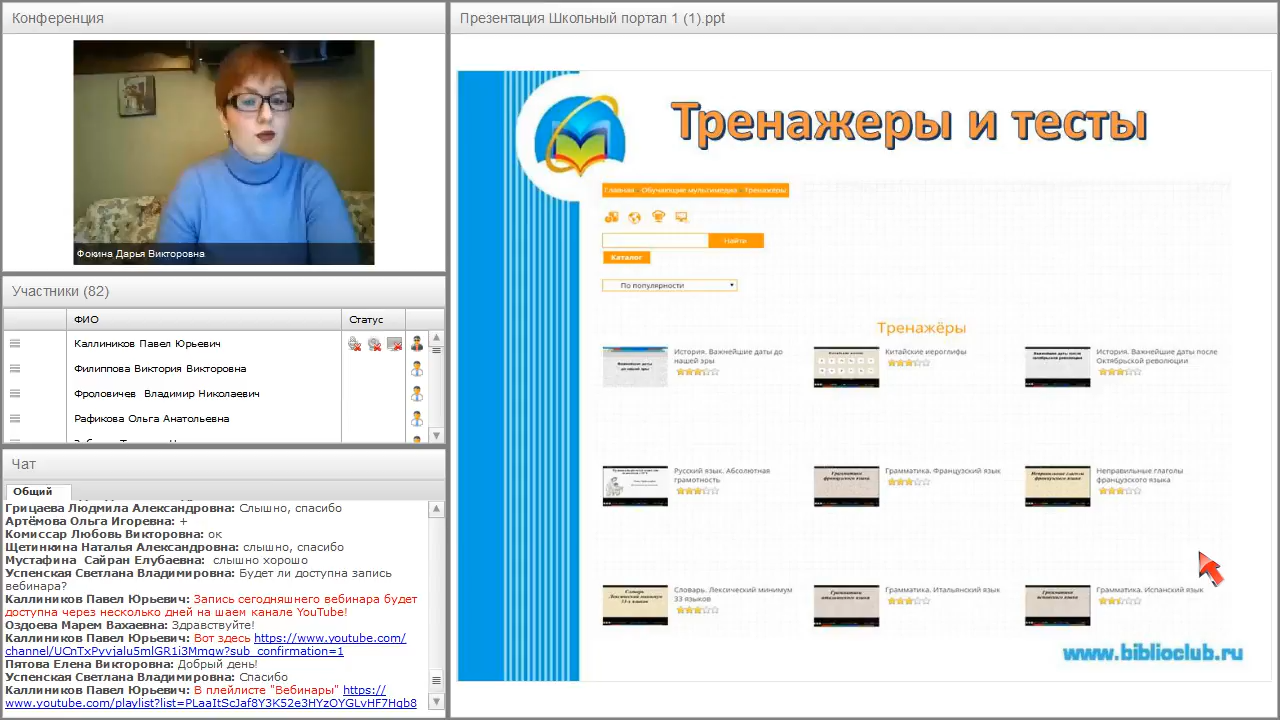 Конференция
Фокина Дарья Викторовна
Участники (82)
ФИО Статус
Каллиников Павел Юрьевич
Филиппова Виктория Викторовна
Фроловичев Владимир Николаевич
Рафикова Ольга Анатольевна
Чат
Общий
Грицаева Людмила Александровна: Слышно, спасибо
Артёмова Ольга Игоревна: +
Комиссар Любовь Викторовна: ок
Щетинкина Наталья Александровна: слышно, спасибо
Мустафина Сайран Елубаевна: слышно хорошо
Успенская Светлана Владимировна: Будет ли доступна запись
вебинара?
Каллиников Павел Юрьевич: Записи сегодняшнего вебинара будет
доступна через несколько дней на нашем канале YouTube!
Озроева Марем Вахаевна: Здравствуйте!
Каллиников Павел Юрьевич: Вот здесь https://www.youtube.com/
channel/UCnTxPyvjalu5mlGR1i3Mmqw?sub_confirmation=1
Пятова Елена Викторовна: Добрый день!
Успенская Светлана Владимировна: Спасибо
Каллиников Павел Юрьевич: В плейлисте "Вебинары" https://
www.youtube.com/playlist?list=PLaaItScJaf8Y3K52e3HYzOYGLvHF7Hqb8
Презентация Школьный портал 1 (1).ppt
Тренажеры и тесты
Главная Обучающие мультимедиа Тренажеры
Найти
Каталог
По популярности
Тренажёры
История. Важнейшие даты до
нашей эры
Китайские иероглифы
История. Важнейшие даты после
Октябрьской революции
Русский язык. Абсолютная
грамотность
Грамматика. Французский язык
Неправильные глаголы
французского языка
Словарь. Лексический минимум
33 языков
Грамматика. Итальянский язык
Грамматика. Испанский язык
www.biblioclub.ru